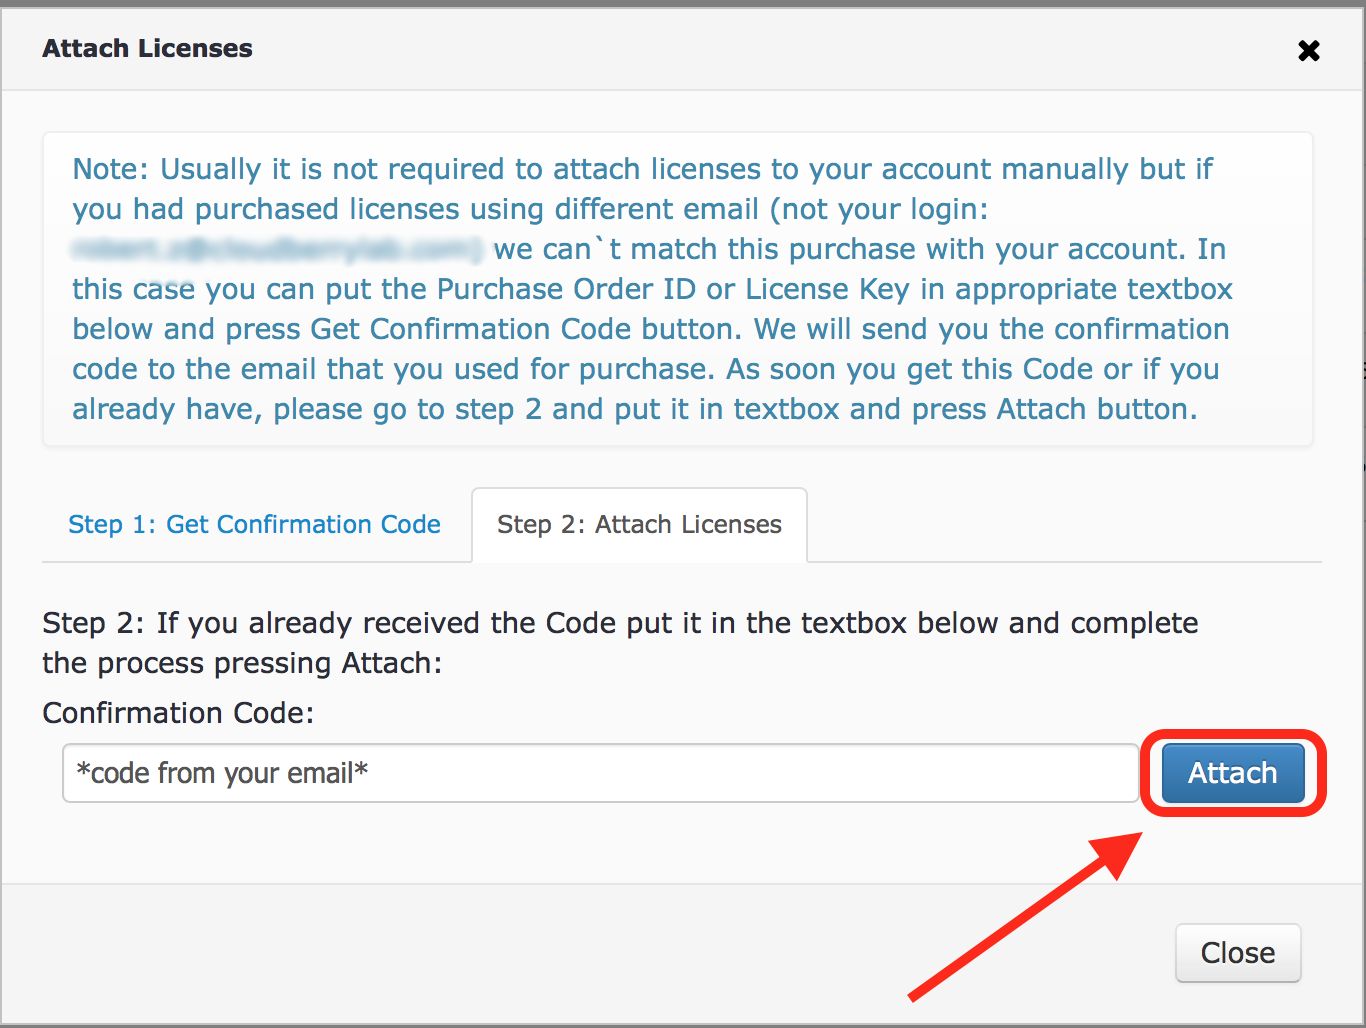 Attach Licenses
Note: Usually it is not required to attach licenses to your account manually but if
you had purchased licenses using different email (not your login:
we can`t match this purchase with your account. In
this case you can put the Purchase Order ID or License Key in appropriate textbox
below and press Get Confirmation Code button. We will send you the confirmation
code to the email that you used for purchase. As soon you get this Code or if you
already have, please go to step 2 and put it in textbox and press Attach button.
Step 1: Get Confirmation Code
Step 2: Attach Licenses
Step 2: If you already received the Code put it in the textbox below and complete
the process pressing Attach:
Confirmation Code:
*code from your email*
Attach
Close